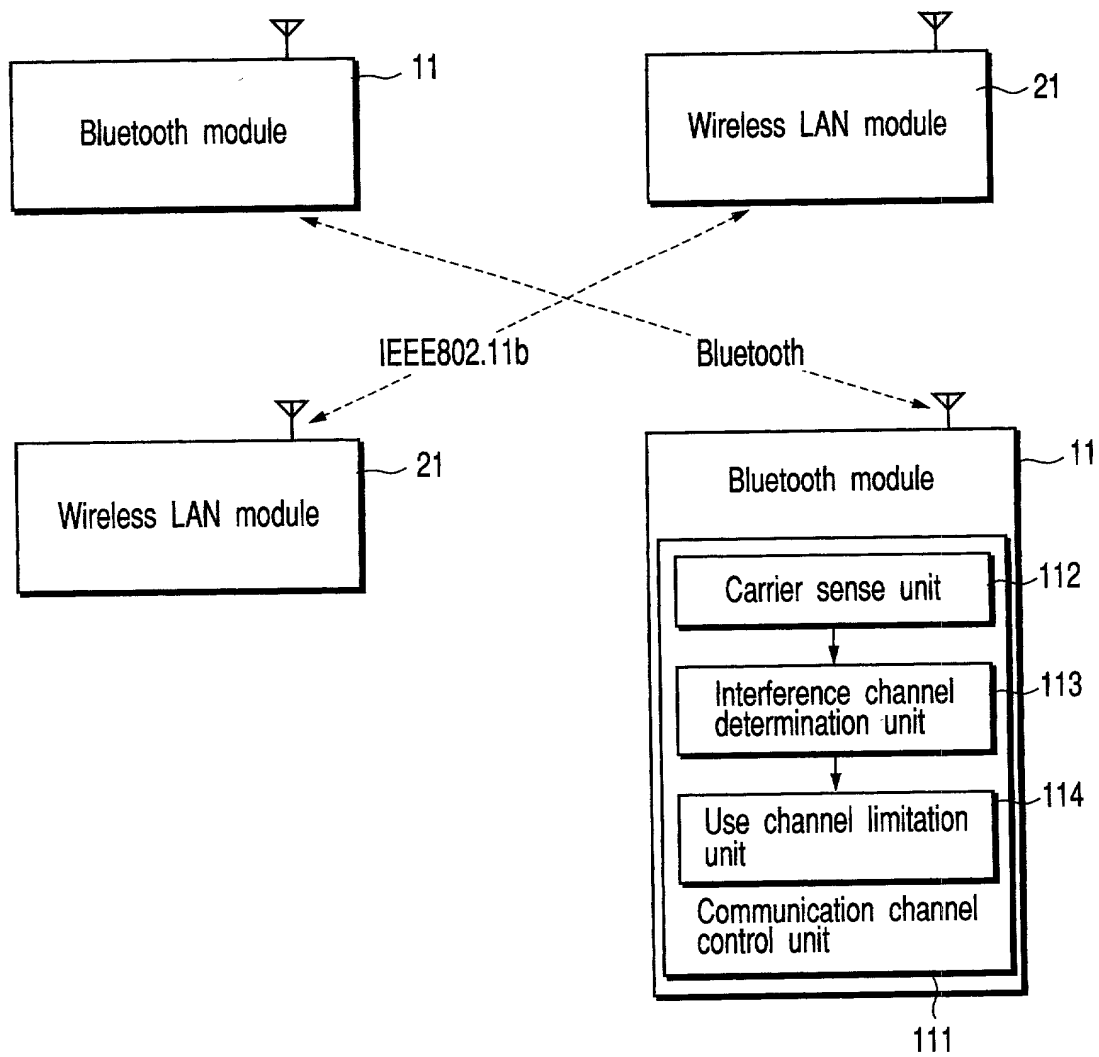 11
Bluetooth module
21
Wireless LAN module
IEEE802.11b
Bluetooth
21
Wireless LAN module
11
Bluetooth module
112
Carrier sense unit
113
Interference channel
determination unit
114
Use channel limitation
unit
Communication channel
control unit
111